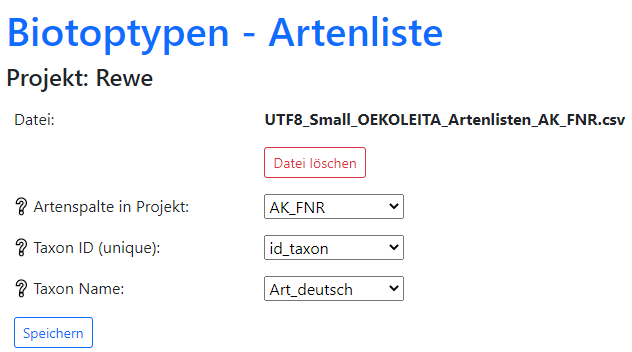 Biotoptypen - Artenliste
Projekt: Rewe
Datei: UTF8_Small_OEKOLEITA_Artenlisten_AK_FNR.csv
Datei löschen
Artenspalte in Projekt: AK_FNR
Taxon ID (unique): id_taxon
Taxon Name: Art_deutsch
Speichern